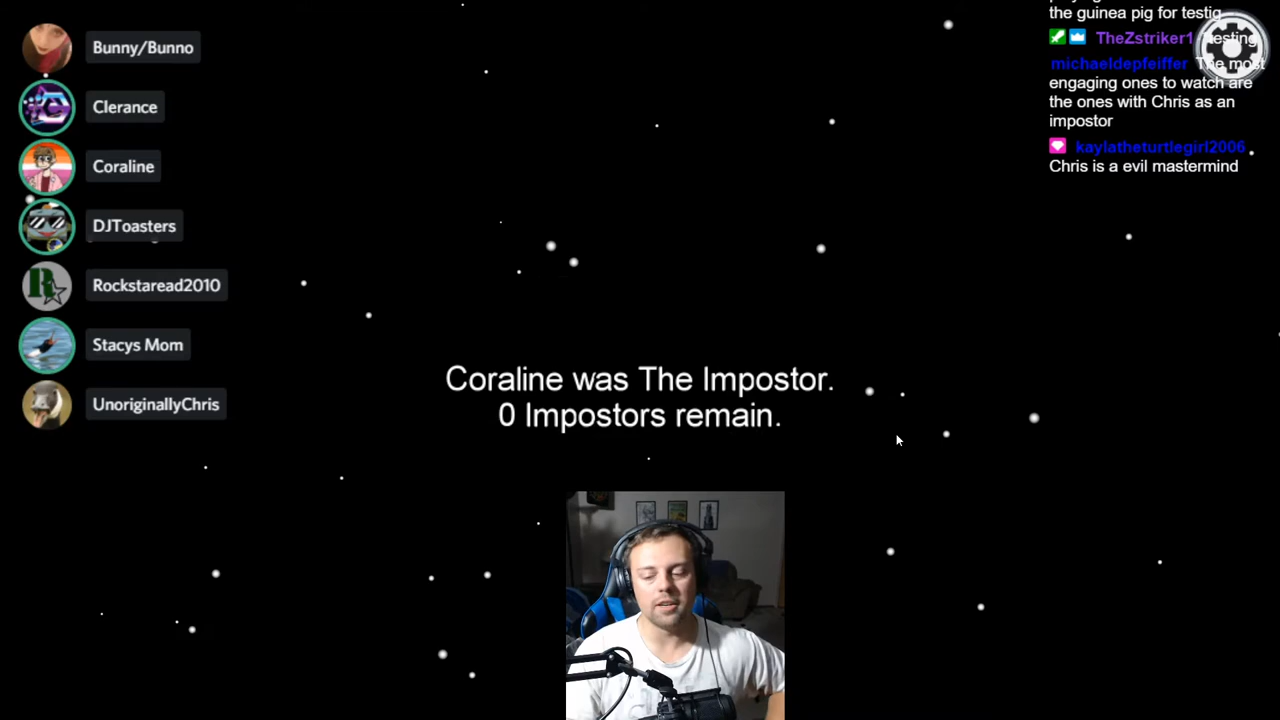 Bunny/Bunno
Clerance
Coraline
DJToasters
Rockstaread2010
Stacys Mom
UnoriginallyChris
the guinea pig for testig
TheZstriker1 testing
michaeldepfeiffer The most
engaging ones to watch are
the ones with Chris as an
impostor
kaylatheturtlegirl2006
Chris is a evil mastermind
Coraline was The Impostor.
0 Impostors remain.